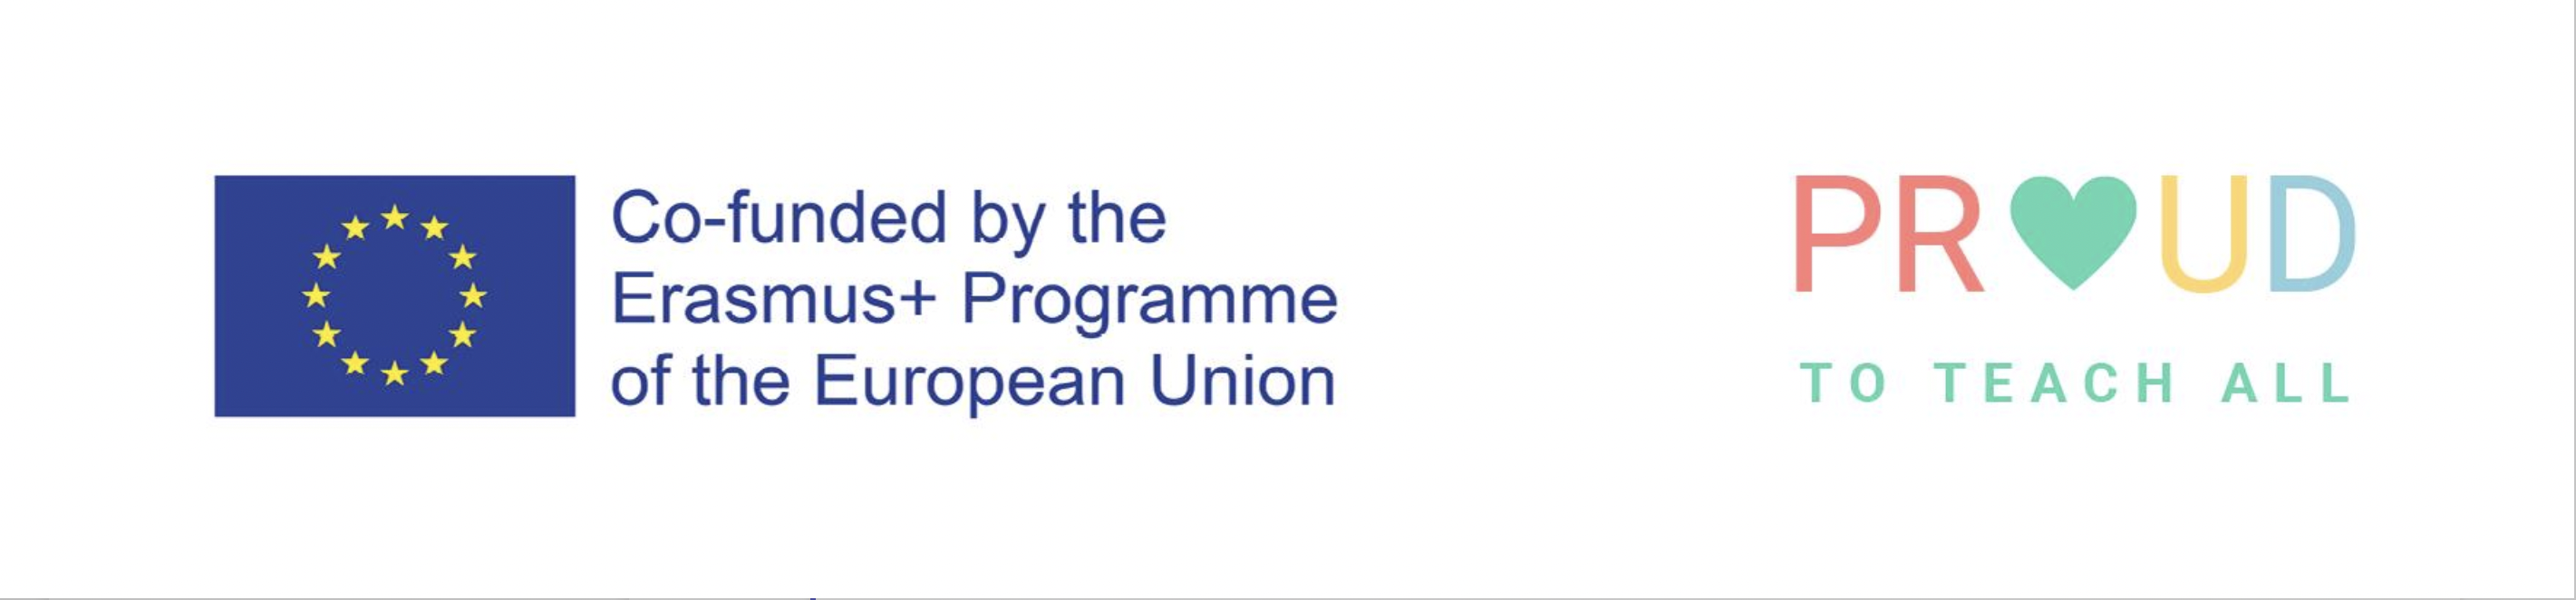 Co-funded by the
Erasmus+ Programme
of the European Union
PR♥UD
TO TEACH ALL